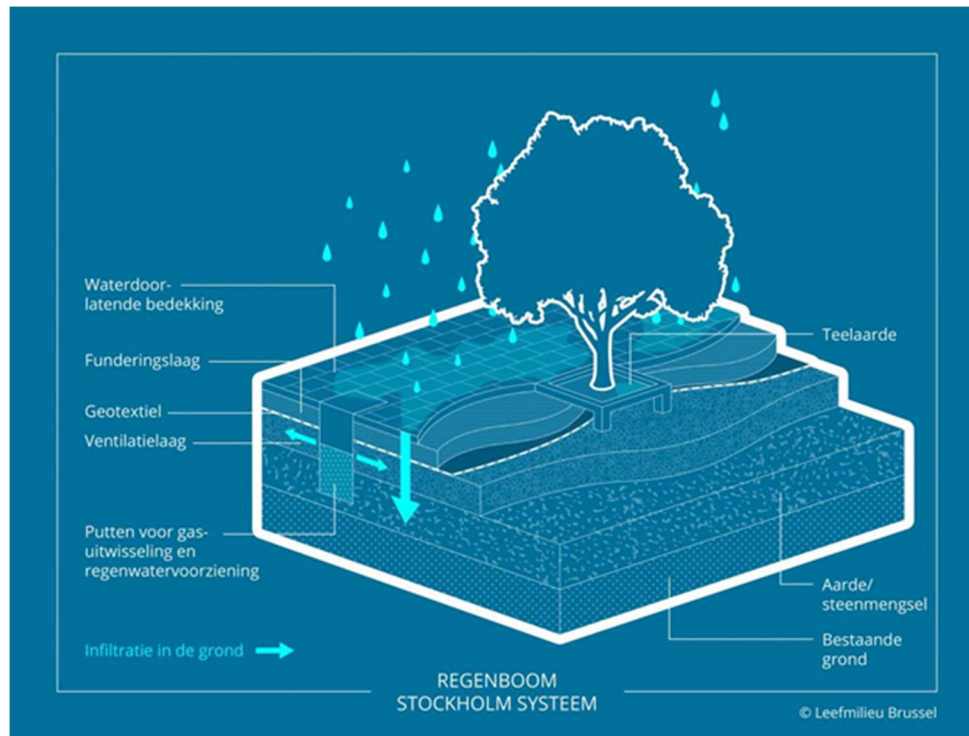 Waterdoor-
latende bedekking
Funderingslaag
Geotextiel
Ventilatielaag
Putten voor gas-
uitwisseling en
regenwatervoorziening
Infiltratie in de grond
Teelaarde
Aarde/
steenmengsel
Bestaande
grond
REGENBOOM
STOCKHOLM SYSTEEM
© Leefmilieu Brussel